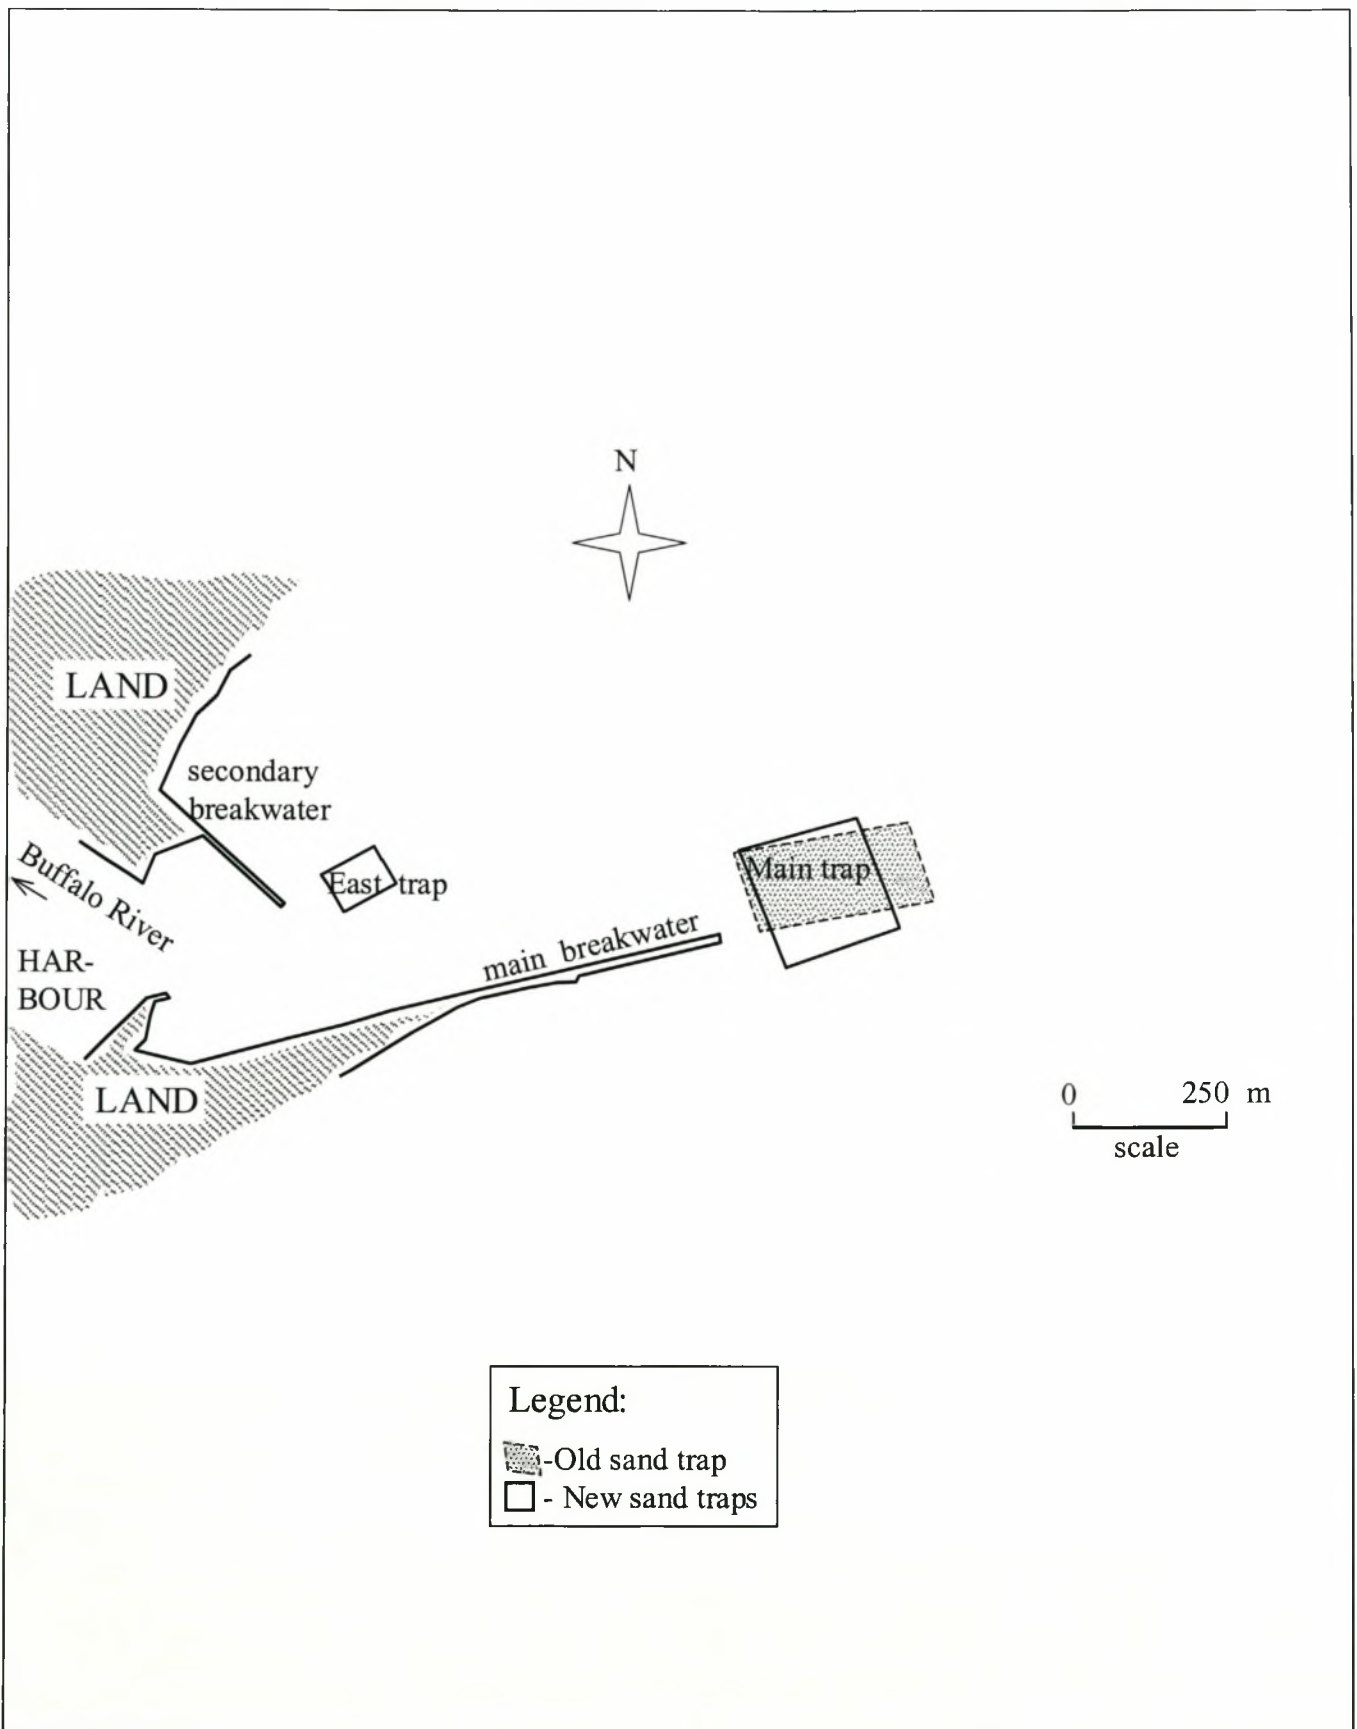 N
LAND
secondary
breakwater
Buffalo River
East trap
Main trap
main breakwater
HAR-
BOUR
LAND
0 250 m
scale
Legend:
-Old sand trap
- New sand traps